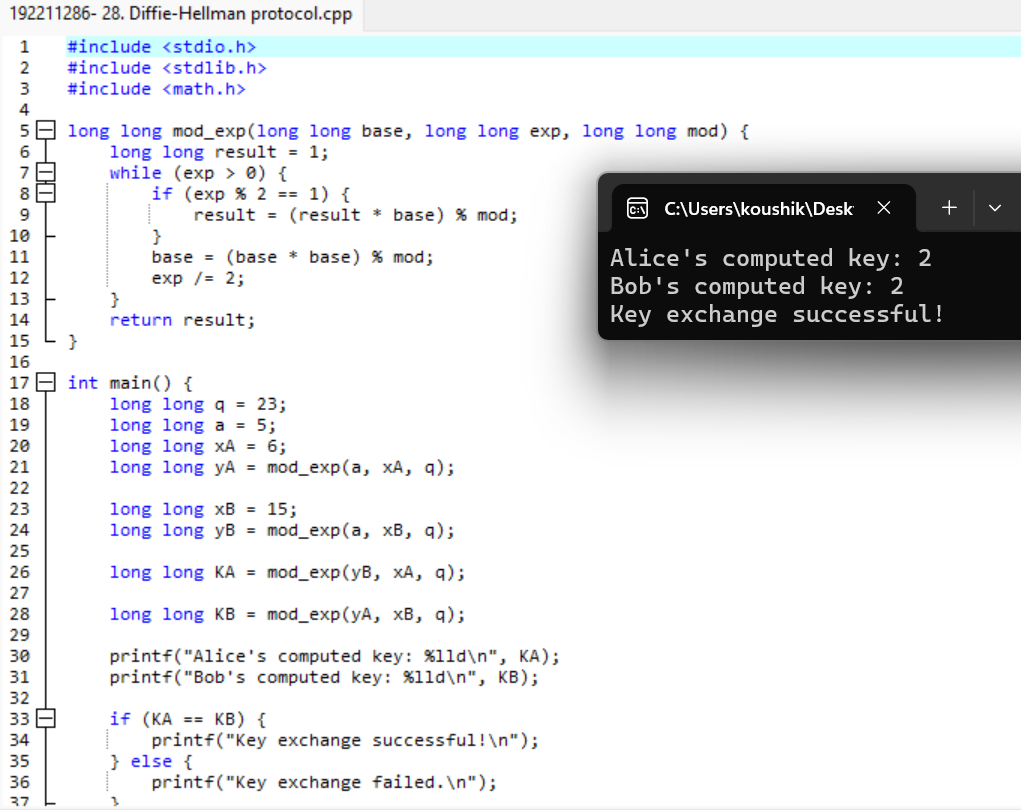 192211286- 28. Diffie-Hellman protocol.cpp
1 #include <stdio.h>
2 #include <stdlib.h>
3 #include <math.h>
4
5 long long mod_exp(long long base, long long exp, long long mod) {
6     long long result = 1;
7     while (exp > 0) {
8         if (exp % 2 == 1) {
9             result = (result * base) % mod;
10         }
11         base = (base * base) % mod;
12         exp /= 2;
13     }
14     return result;
15 }
16
17 int main() {
18     long long q = 23;
19     long long a = 5;
20     long long xA = 6;
21     long long yA = mod_exp(a, xA, q);
22
23     long long xB = 15;
24     long long yB = mod_exp(a, xB, q);
25
26     long long KA = mod_exp(yB, xA, q);
27
28     long long KB = mod_exp(yA, xB, q);
29
30     printf("Alice's computed key: %lld\n", KA);
31     printf("Bob's computed key: %lld\n", KB);
32
33     if (KA == KB) {
34         printf("Key exchange successful!\n");
35     } else {
36         printf("Key exchange failed.\n");
37     }
C:\Users\koushik\Desk
Alice's computed key: 2
Bob's computed key: 2
Key exchange successful!